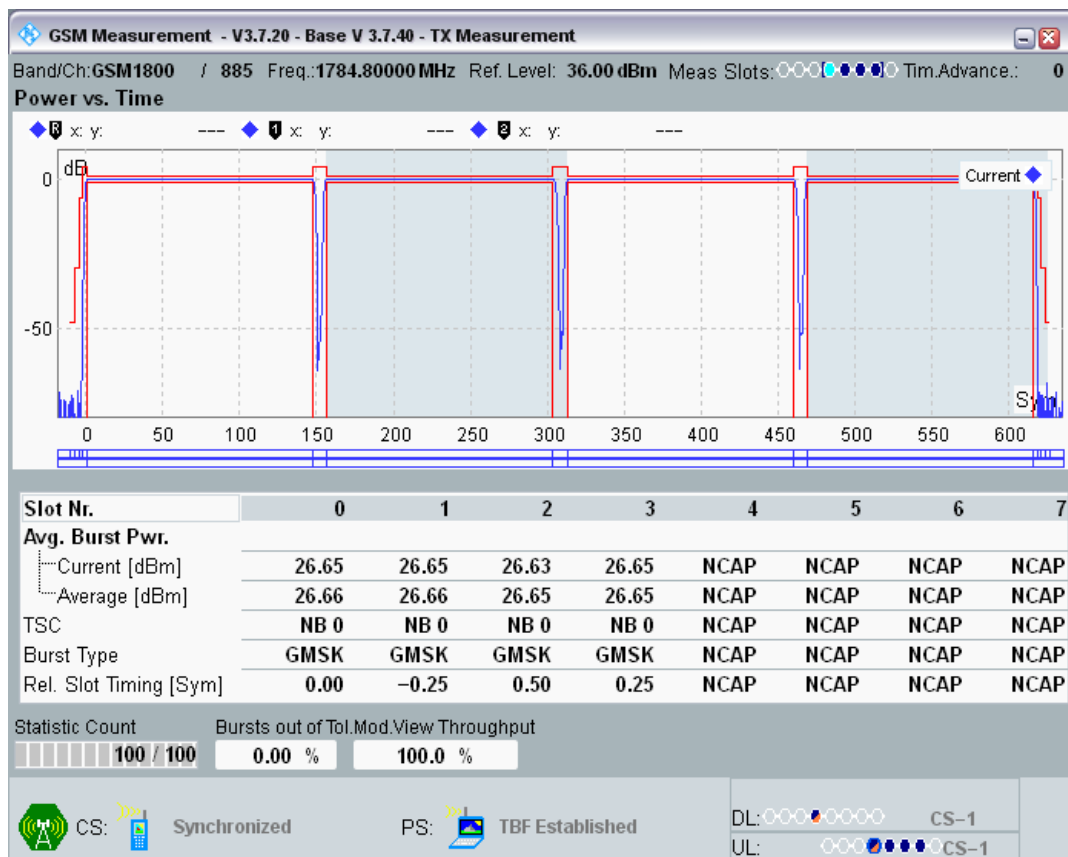 GSM Measurement - V3.7.20 - Base V 3.7.40 - TX Measurement
Band/Ch:GSM1800 / 885 Freq.:1784.80000 MHz Ref. Level: 36.00 dBm Meas Slots: Tim.Advance.: 0
Power vs. Time
R x: y: --- 1 x: y: --- 2 x: y: ---
dB
0
Current
-50
Sym
0 50 100 150 200 250 300 350 400 450 500 550 600
Slot Nr. 0 1 2 3 4 5 6 7
Avg. Burst Pwr.
Current [dBm] 26.65 26.65 26.63 26.65 NCAP NCAP NCAP NCAP
Average [dBm] 26.66 26.66 26.65 26.65 NCAP NCAP NCAP NCAP
TSC NB 0 NB 0 NB 0 NB 0 NCAP NCAP NCAP NCAP
Burst Type GMSK GMSK GMSK GMSK NCAP NCAP NCAP NCAP
Rel. Slot Timing [Sym] 0.00 −0.25 0.50 0.25 NCAP NCAP NCAP NCAP
Statistic Count Bursts out of Tol.Mod.View Throughput
100 / 100 0.00 % 100.0 %
CS: Synchronized PS: TBF Established
DL: CS−1
UL: CS−1